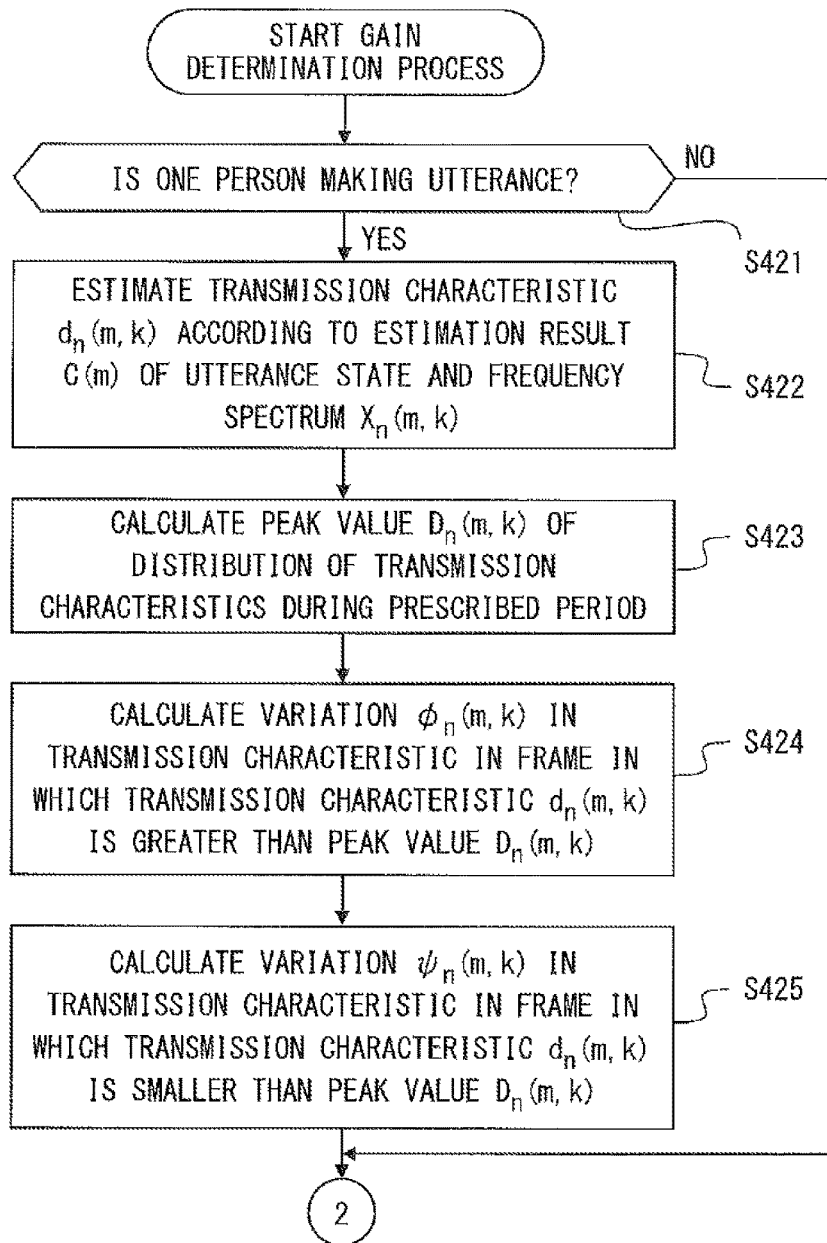 START GAIN
DETERMINATION PROCESS
IS ONE PERSON MAKING UTTERANCE?
NO
S421
YES
ESTIMATE TRANSMISSION CHARACTERISTIC
dₙ(m, k) ACCORDING TO ESTIMATION RESULT
C(m) OF UTTERANCE STATE AND FREQUENCY
SPECTRUM Xₙ(m, k)
S422
CALCULATE PEAK VALUE Dₙ(m, k) OF
DISTRIBUTION OF TRANSMISSION
CHARACTERISTICS DURING PRESCRIBED PERIOD
S423
CALCULATE VARIATION ϕₙ(m, k) IN
TRANSMISSION CHARACTERISTIC IN FRAME IN
WHICH TRANSMISSION CHARACTERISTIC dₙ(m, k)
IS GREATER THAN PEAK VALUE Dₙ(m, k)
S424
CALCULATE VARIATION ψₙ(m, k) IN
TRANSMISSION CHARACTERISTIC IN FRAME IN
WHICH TRANSMISSION CHARACTERISTIC dₙ(m, k)
IS SMALLER THAN PEAK VALUE Dₙ(m, k)
S425
2